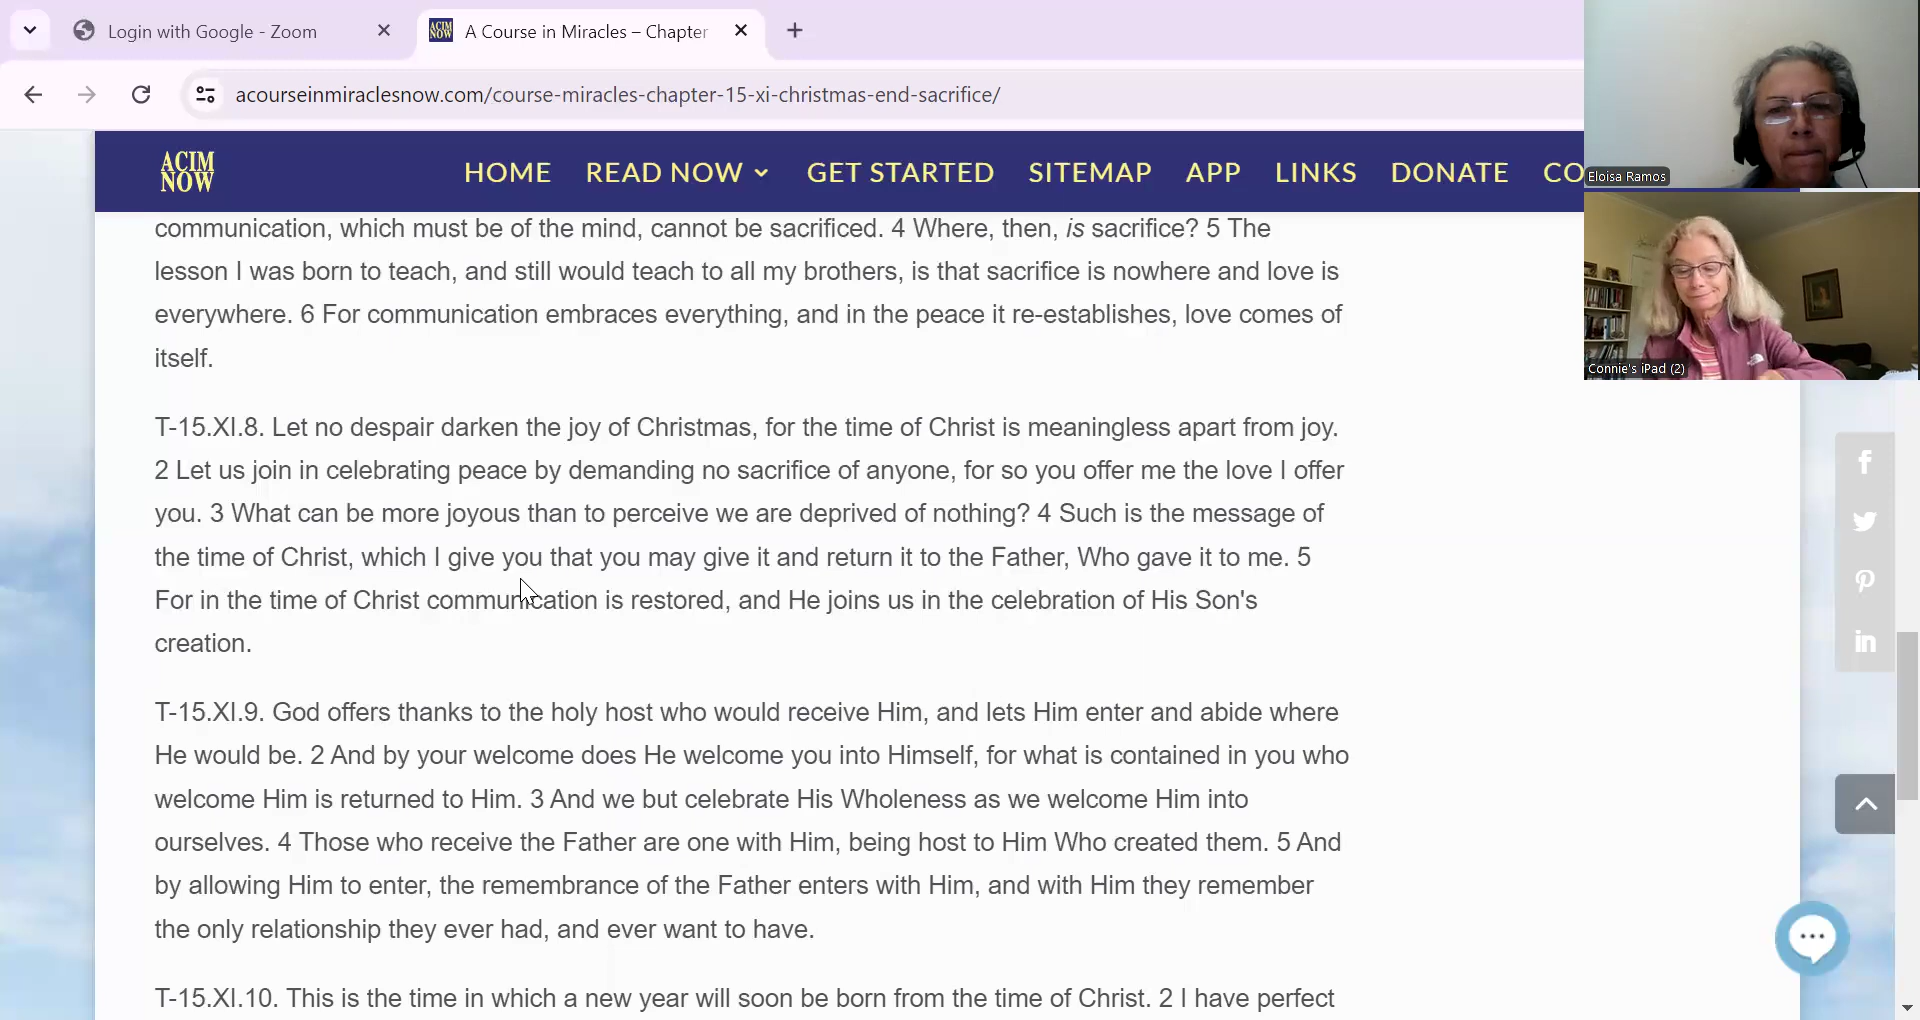 Login with Google - Zoom
A Course in Miracles – Chapter
acourseinmiraclesnow.com/course-miracles-chapter-15-xi-christmas-end-sacrifice/
ACIM
NOW
HOME READ NOW GET STARTED SITEMAP APP LINKS DONATE CO
communication, which must be of the mind, cannot be sacrificed. 4 Where, then, is sacrifice? 5 The
lesson I was born to teach, and still would teach to all my brothers, is that sacrifice is nowhere and love is
everywhere. 6 For communication embraces everything, and in the peace it re-establishes, love comes of
itself.
T-15.XI.8. Let no despair darken the joy of Christmas, for the time of Christ is meaningless apart from joy.
2 Let us join in celebrating peace by demanding no sacrifice of anyone, for so you offer me the love I offer
you. 3 What can be more joyous than to perceive we are deprived of nothing? 4 Such is the message of
the time of Christ, which I give you that you may give it and return it to the Father, Who gave it to me. 5
For in the time of Christ communication is restored, and He joins us in the celebration of His Son's
creation.
T-15.XI.9. God offers thanks to the holy host who would receive Him, and lets Him enter and abide where
He would be. 2 And by your welcome does He welcome you into Himself, for what is contained in you who
welcome Him is returned to Him. 3 And we but celebrate His Wholeness as we welcome Him into
ourselves. 4 Those who receive the Father are one with Him, being host to Him Who created them. 5 And
by allowing Him to enter, the remembrance of the Father enters with Him, and with Him they remember
the only relationship they ever had, and ever want to have.
T-15.XI.10. This is the time in which a new year will soon be born from the time of Christ. 2 I have perfect
Eloisa Ramos
Connie's iPad (2)